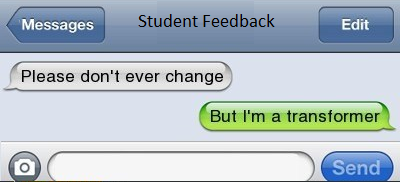 Messages
Student Feedback
Edit
Please don't ever change
But I'm a transformer
Send